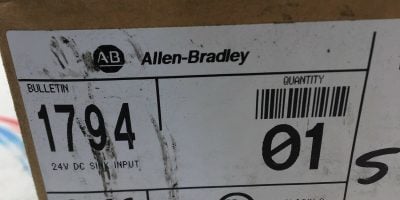 AB Allen-Bradley
BULLETIN
QUANTITY
1794
01
24V DC SINK INPUT
S